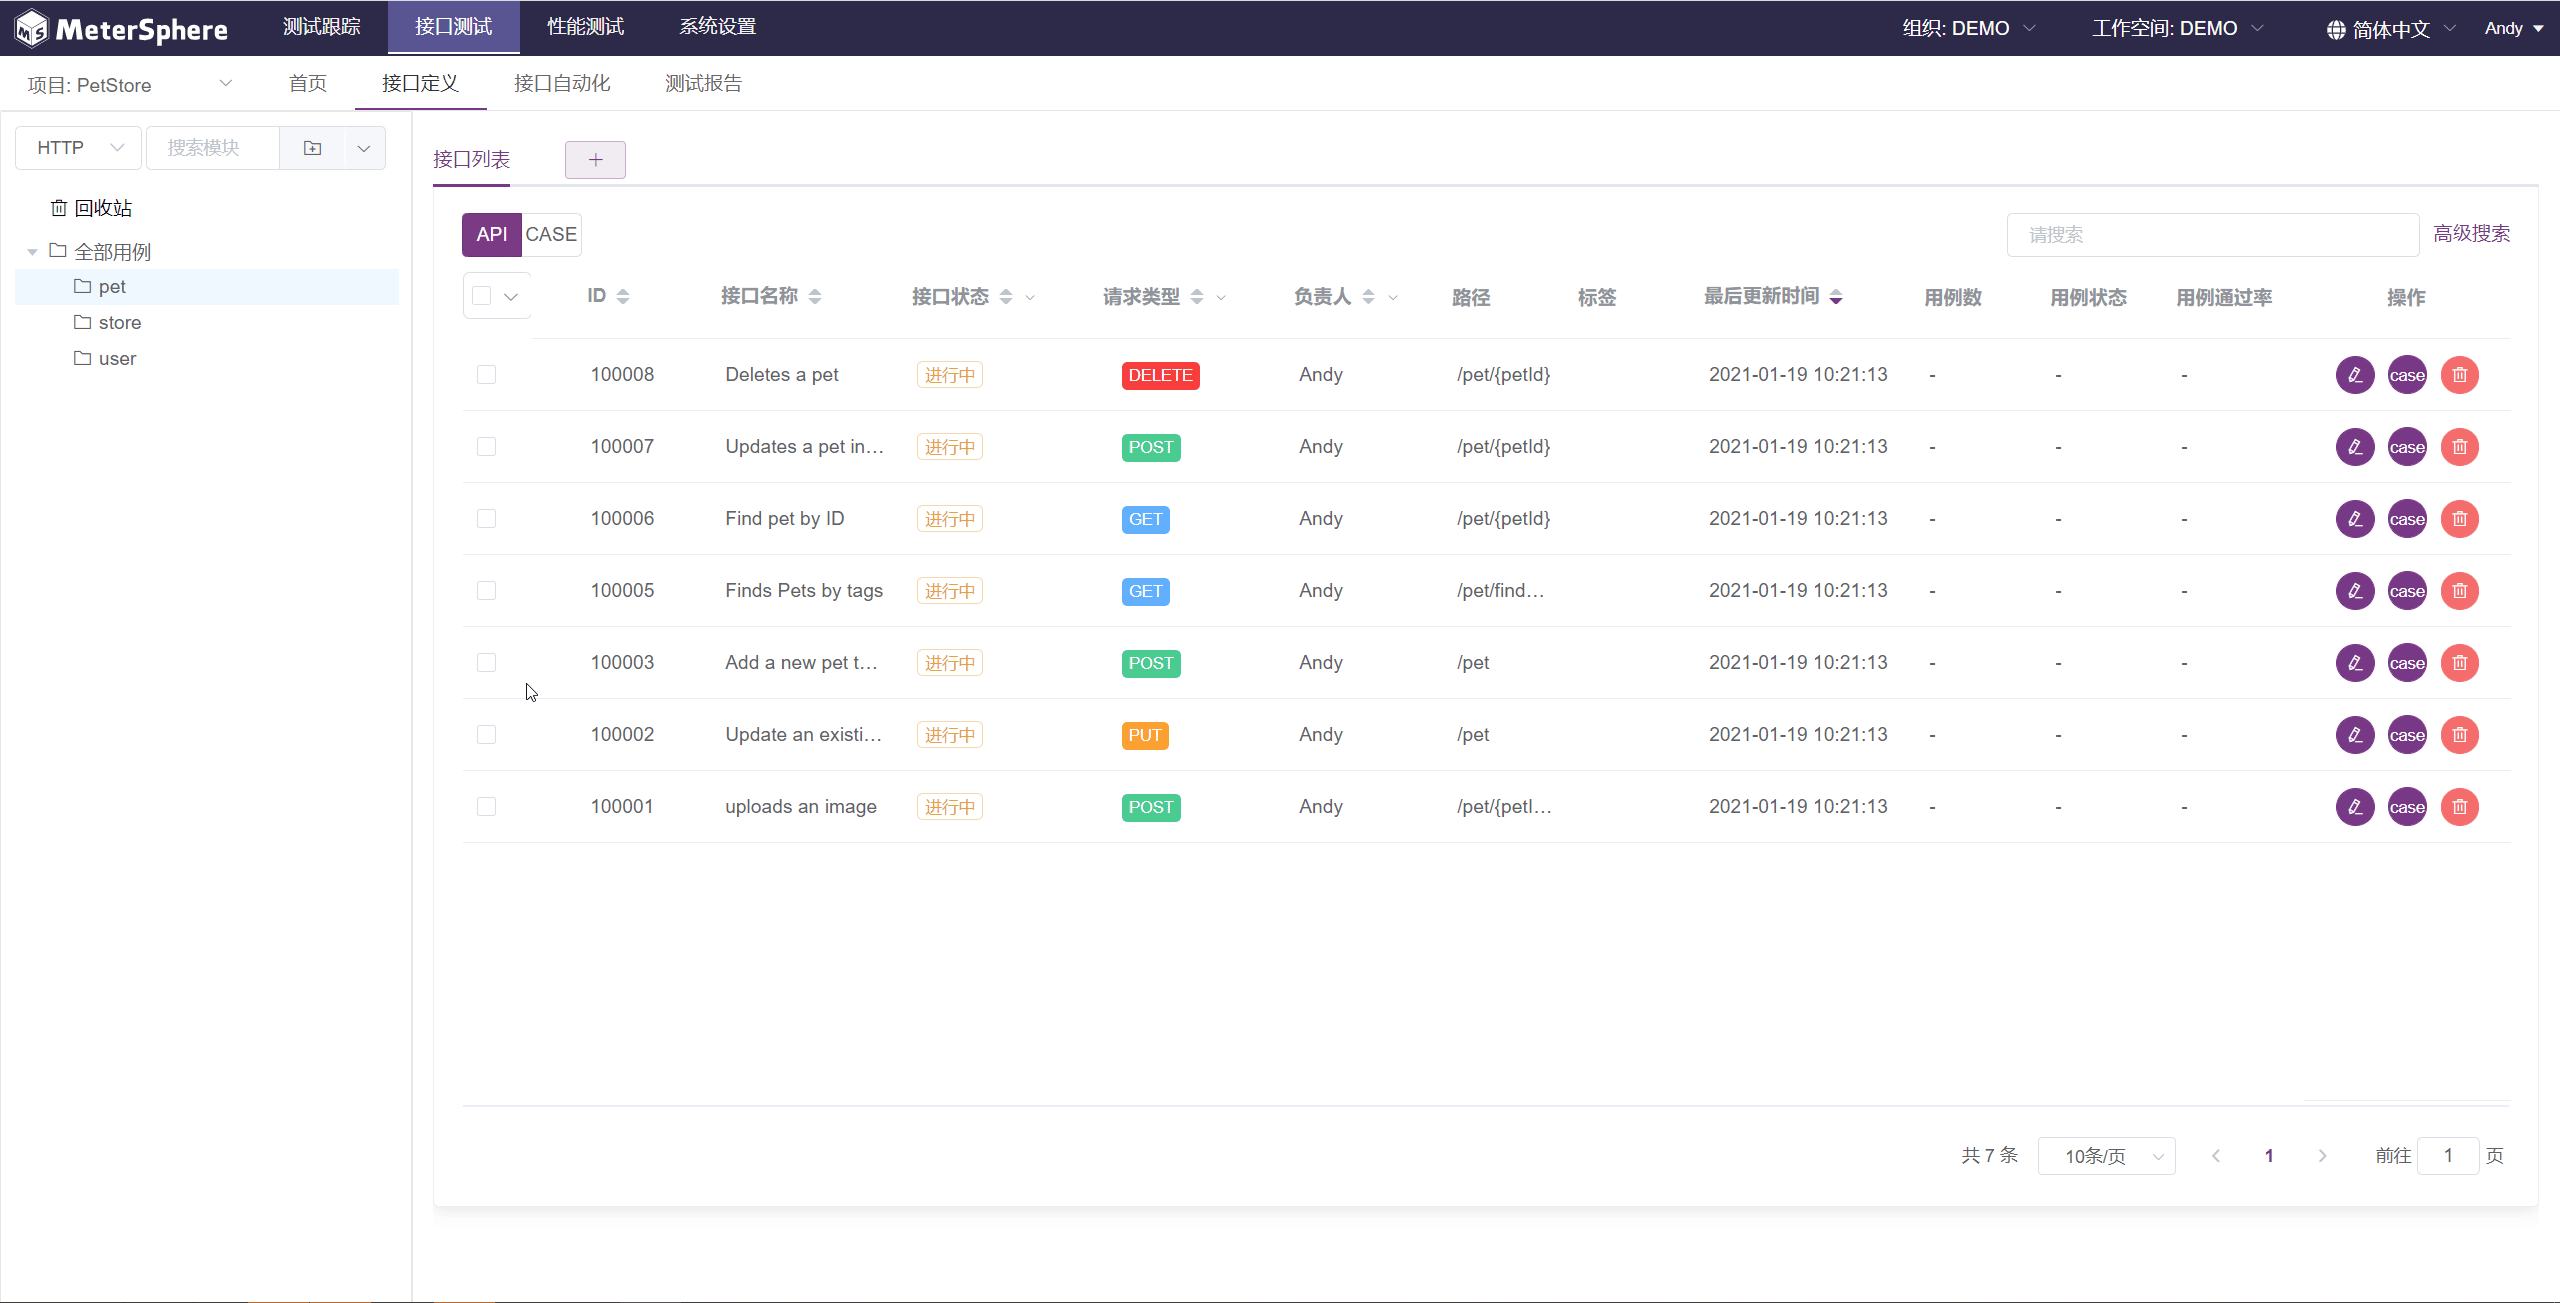 MeterSphere 测试跟踪 接口测试 性能测试 系统设置 组织: DEMO 工作空间: DEMO 简体中文 Andy
项目: PetStore 首页 接口定义 接口自动化 测试报告
HTTP 搜索模块
回收站
全部用例
pet
store
user
接口列表 +
API CASE 请搜索 高级搜索
ID 接口名称 接口状态 请求类型 负责人 路径 标签 最后更新时间 用例数 用例状态 用例通过率 操作
100008 Deletes a pet 进行中 DELETE Andy /pet/{petId} 2021-01-19 10:21:13 - - - case
100007 Updates a pet in... 进行中 POST Andy /pet/{petId} 2021-01-19 10:21:13 - - - case
100006 Find pet by ID 进行中 GET Andy /pet/{petId} 2021-01-19 10:21:13 - - - case
100005 Finds Pets by tags 进行中 GET Andy /pet/find... 2021-01-19 10:21:13 - - - case
100003 Add a new pet t... 进行中 POST Andy /pet 2021-01-19 10:21:13 - - - case
100002 Update an existi... 进行中 PUT Andy /pet 2021-01-19 10:21:13 - - - case
100001 uploads an image 进行中 POST Andy /pet/{petI... 2021-01-19 10:21:13 - - - case
共 7 条 10条/页 1 前往 1 页